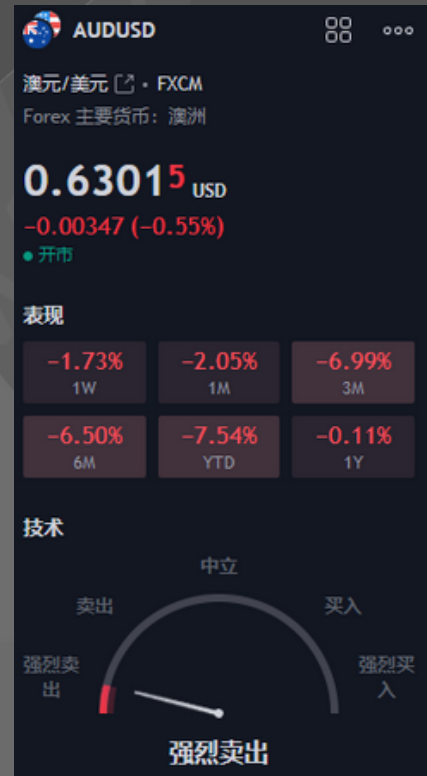 AUDUSD
澳元/美元 • FXCM
Forex 主要货币: 澳洲
0.63015 USD
-0.00347 (-0.55%)
开市
表现
-1.73% -2.05% -6.99%
1W 1M 3M
-6.50% -7.54% -0.11%
6M YTD 1Y
技术
中立
卖出 买入
强烈卖出 强烈买入
强烈卖出